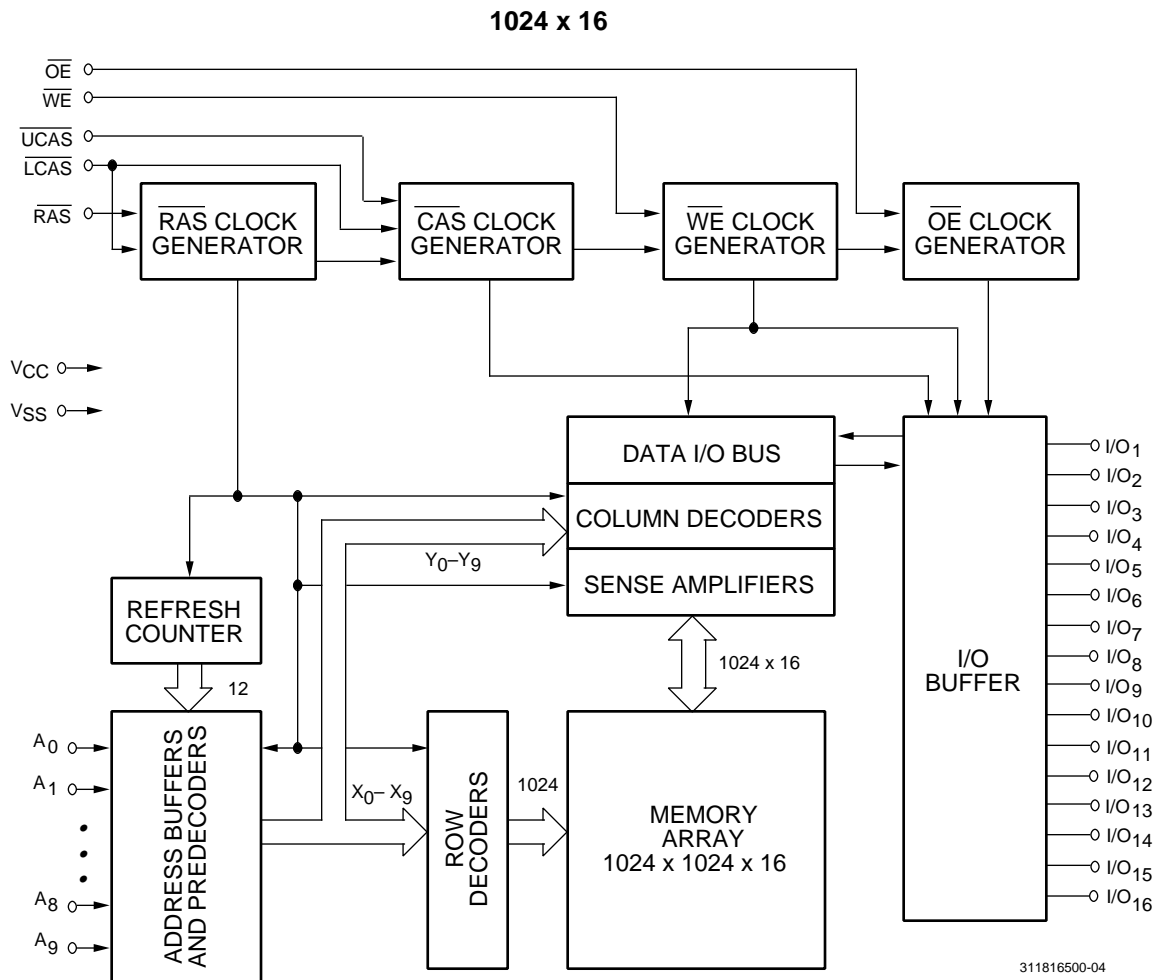 1024 x 16
OE
WE
UCAS
LCAS
RAS
RAS CLOCK
GENERATOR
CAS CLOCK
GENERATOR
WE CLOCK
GENERATOR
OE CLOCK
GENERATOR
VCC
VSS
DATA I/O BUS
COLUMN DECODERS
SENSE AMPLIFIERS
Y0–Y9
REFRESH
COUNTER
12
1024 x 16
I/O
BUFFER
I/O1
I/O2
I/O3
I/O4
I/O5
I/O6
I/O7
I/O8
I/O9
I/O10
I/O11
I/O12
I/O13
I/O14
I/O15
I/O16
A0
A1
A8
A9
ADDRESS BUFFERS
AND PREDECODERS
X0– X9
ROW
DECODERS
1024
MEMORY
ARRAY
1024 x 1024 x 16
311816500-04